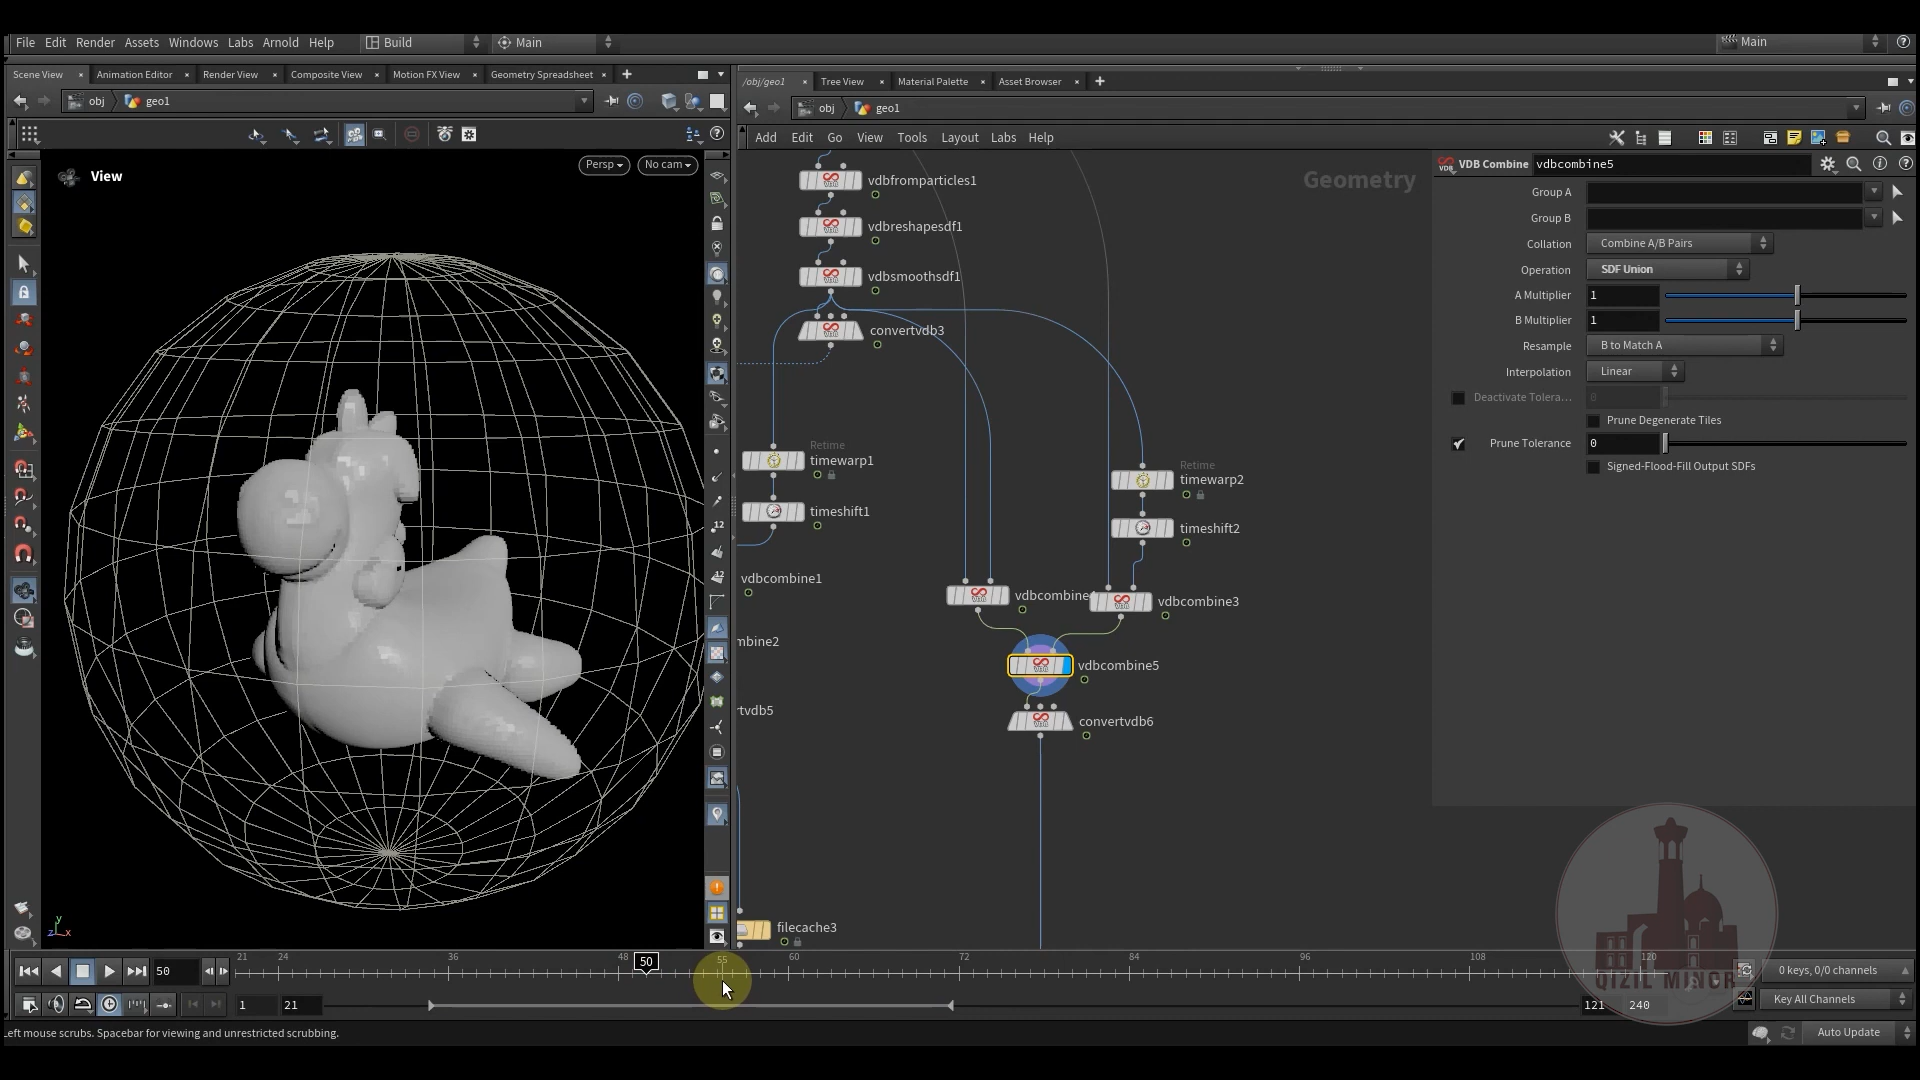 File Edit Render Assets Windows Labs Arnold Help Build Main Main
Scene View Animation Editor Render View Composite View Motion FX View Geometry Spreadsheet
/obj/geo1 Tree View Material Palette Asset Browser
obj geo1
obj geo1
Add Edit Go View Tools Layout Labs Help
View
Persp No cam
Geometry
VDB Combine vdbcombine5
Group A
Group B
Collation Combine A/B Pairs
Operation SDF Union
A Multiplier 1
B Multiplier 1
Resample B to Match A
Interpolation Linear
Deactivate Tolera... 0
Prune Degenerate Tiles
Prune Tolerance 0
Signed-Flood-Fill Output SDFs
vdbfromparticles1
vdbreshapesdf1
vdbsmoothsdf1
convertvdb3
Retime
timewarp1
timeshift1
Retime
timewarp2
timeshift2
vdbcombine1
vdbcombine
vdbcombine3
mbine2
vdbcombine5
rtvdb5
convertvdb6
filecache3
12
12
y
z x
QIZIL MINOR
50 21 24 36 48 50 55 60 72 84 96 108 120
0 keys, 0/0 channels
1 21 121 240
Key All Channels
Left mouse scrubs. Spacebar for viewing and unrestricted scrubbing.
Auto Update